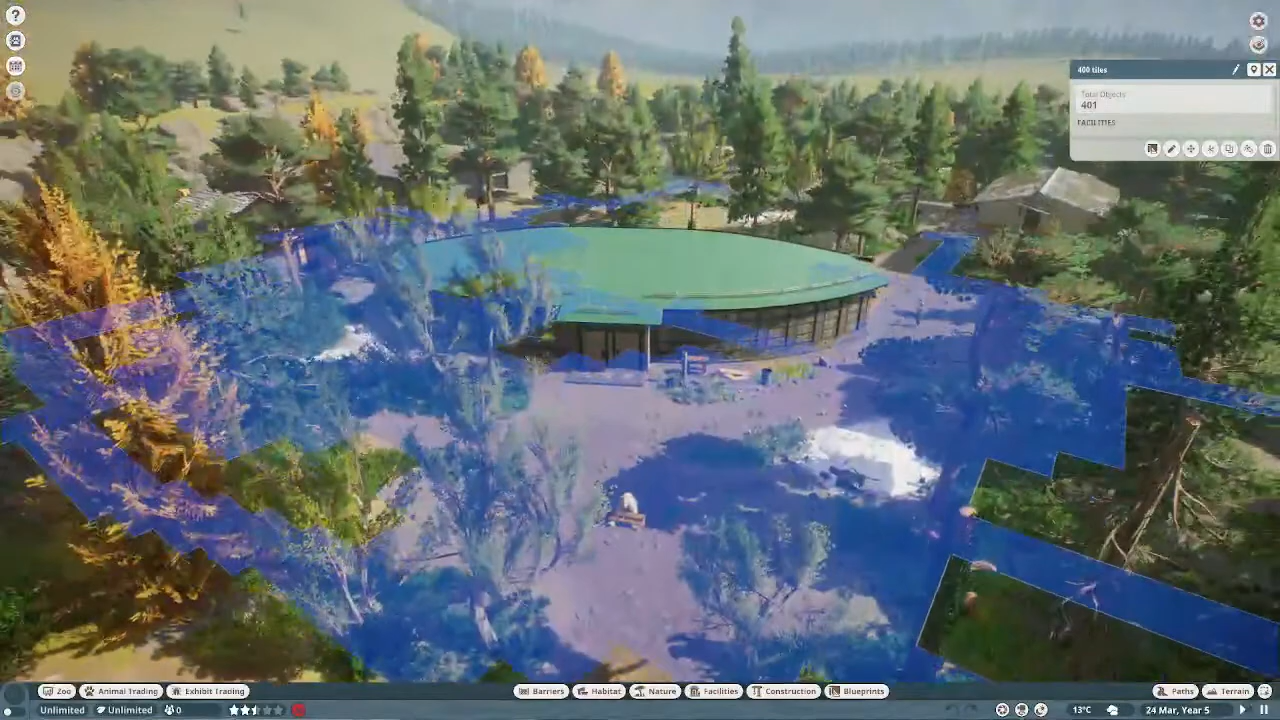 ?
400 tiles
Total Objects
401
FACILITIES
Zoo
Animal Trading
Exhibit Trading
Barriers
Habitat
Nature
Facilities
Construction
Blueprints
Paths
Terrain
Unlimited
Unlimited
0
13°C
24 Mar, Year 5